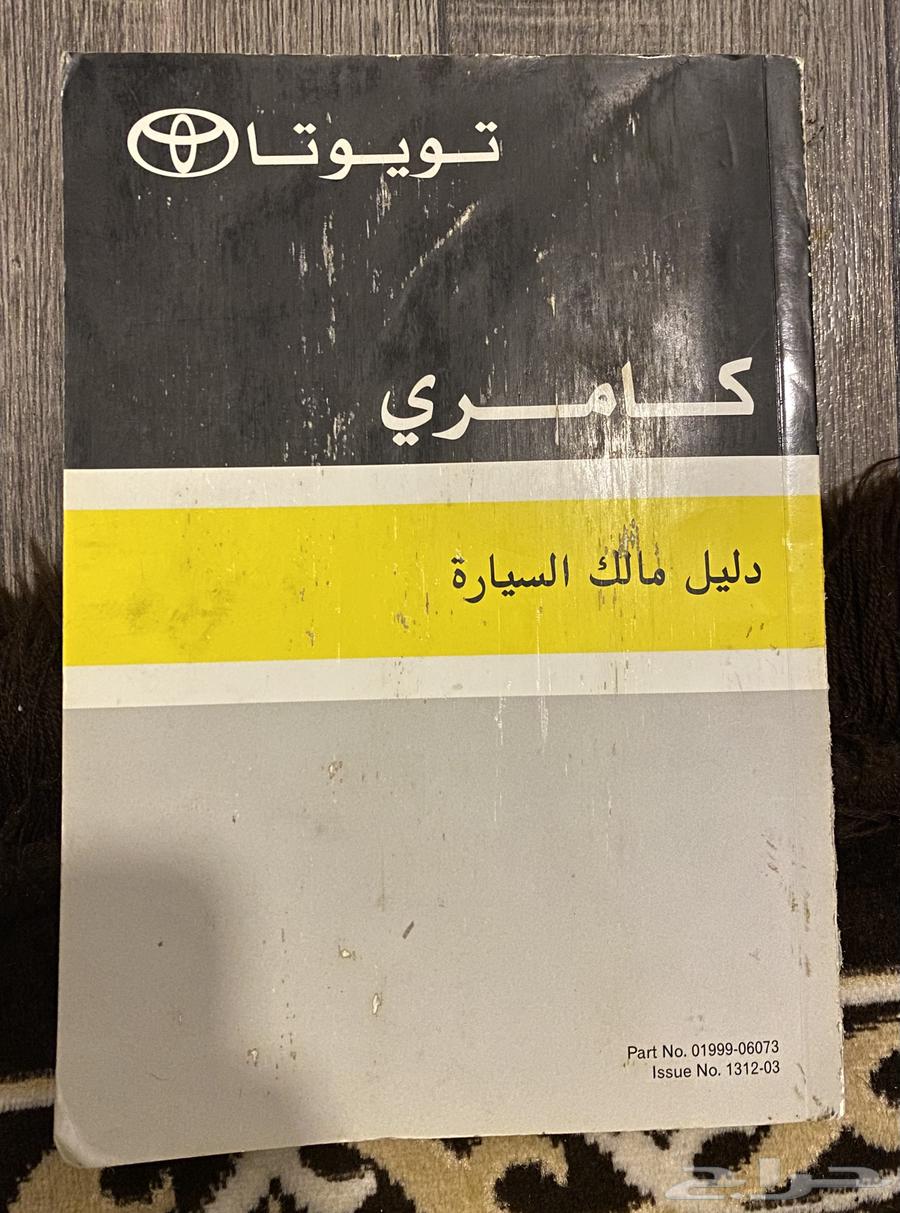 تويوتا
كامري
دليل مالك السيارة
Part No. 01999-06073
Issue No. 1312-03
حراج